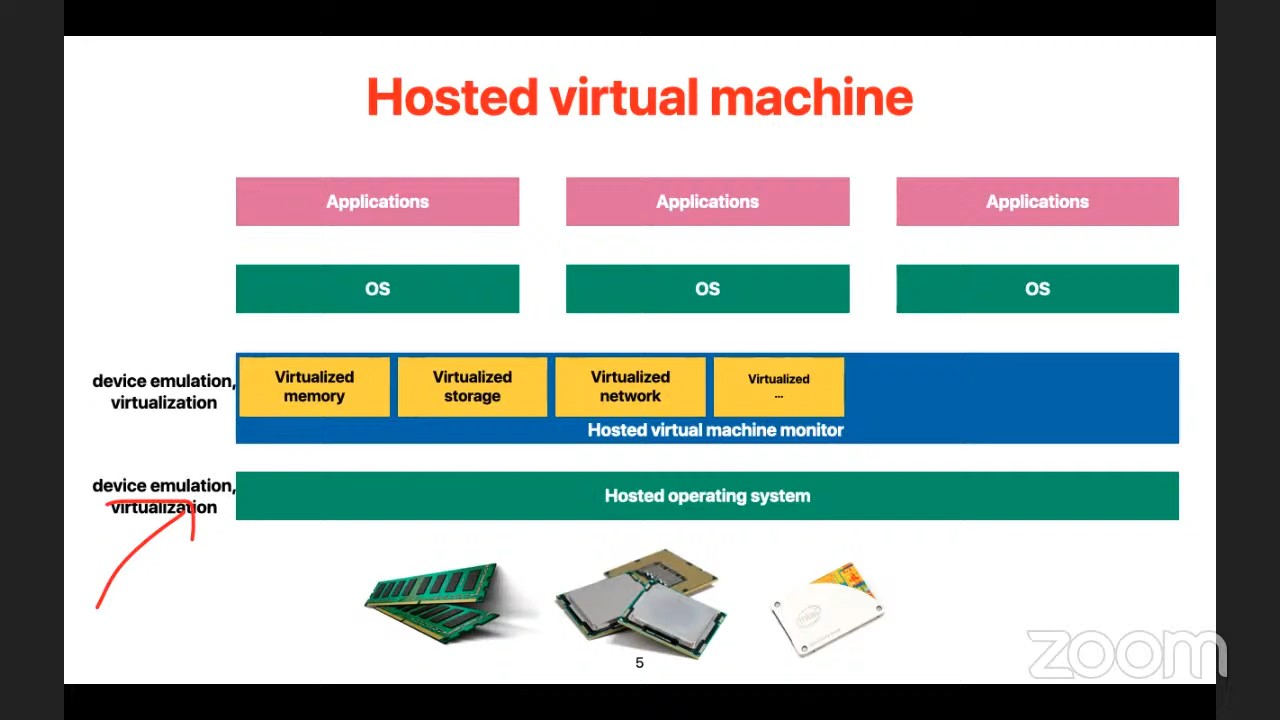 Hosted virtual machine
Applications
Applications
Applications
OS
OS
OS
device emulation,
virtualization
Virtualized
memory
Virtualized
storage
Virtualized
network
Virtualized
...
Hosted virtual machine monitor
device emulation,
virtualization
Hosted operating system
intel
5
zoom